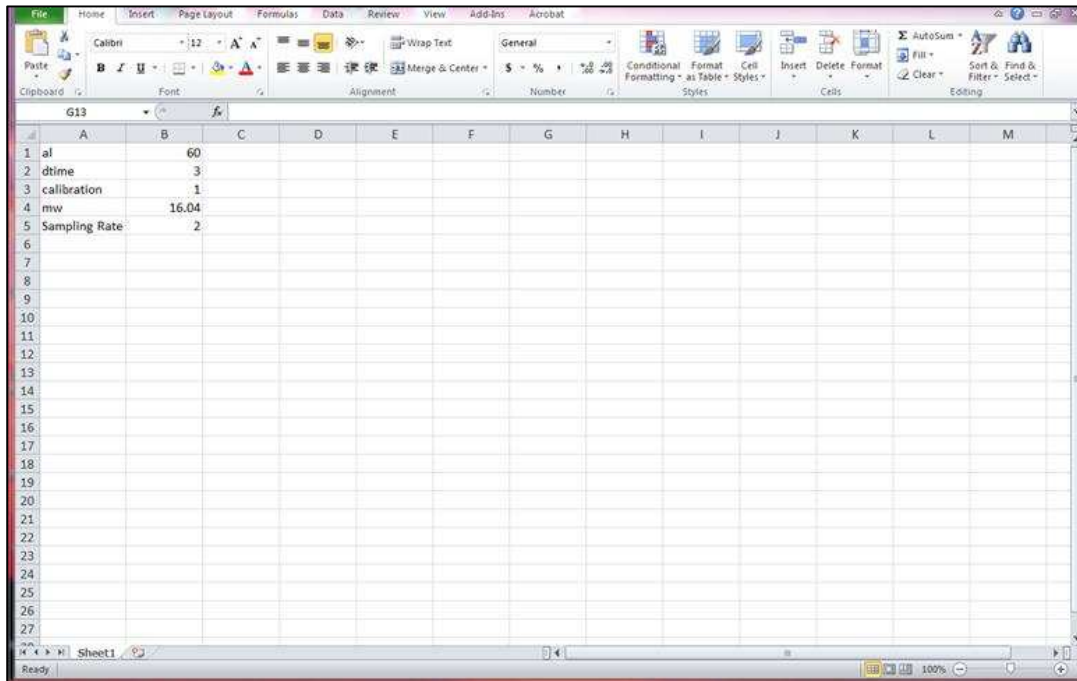 File Home Insert Page Layout Formulas Data Review View Add-Ins Acrobat
Calibri 12 A A Wrap Text General Σ AutoSum
Fill
Paste B I U A Merge & Center $ % , Conditional Format Cell Insert Delete Format Clear Sort & Find &
Formatting as Table Styles Filter Select
Clipboard Font Alignment Number Styles Cells Editing
G13 fx
A B C D E F G H I J K L M
1 al 60
2 dtime 3
3 calibration 1
4 mw 16.04
5 Sampling Rate 2
6
7
8
9
10
11
12
13
14
15
16
17
18
19
20
21
22
23
24
25
26
27
Sheet1
Ready 100%